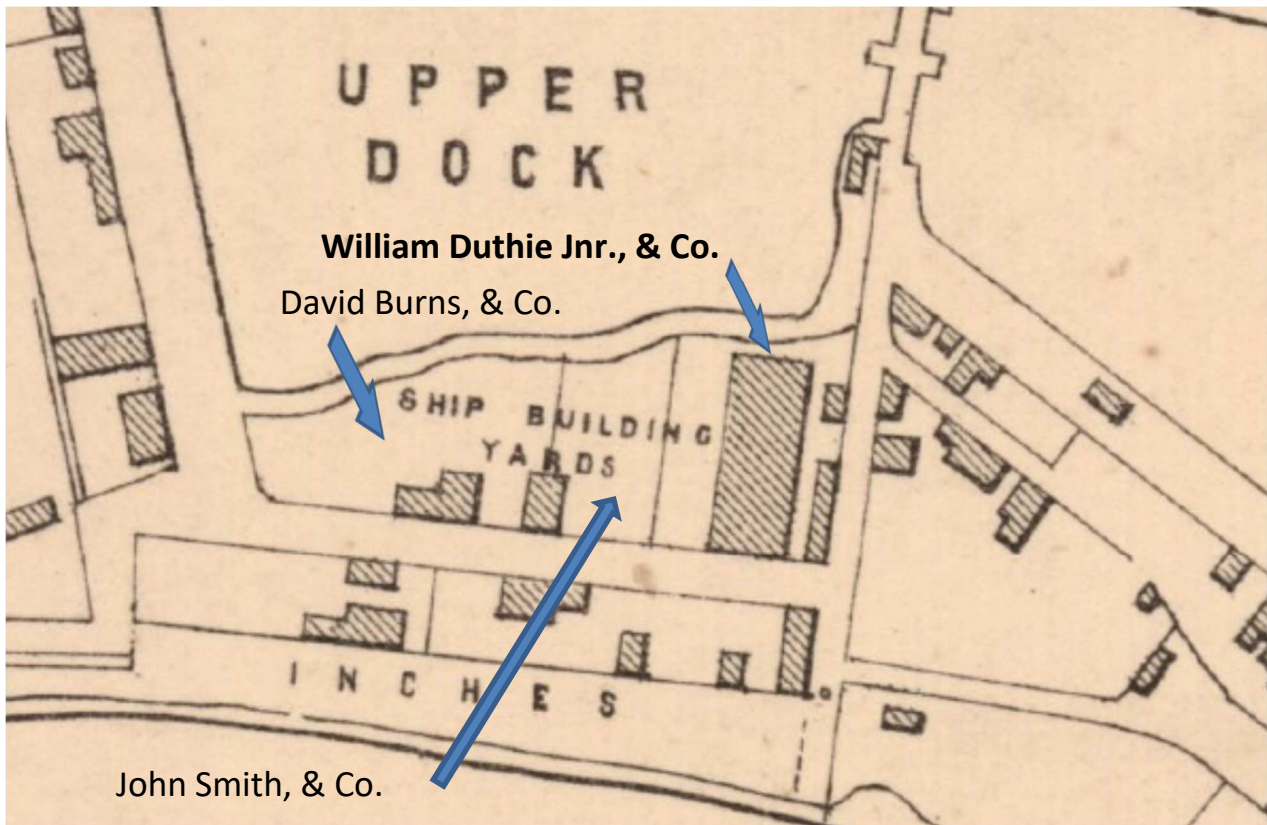 UPPER
DOCK
William Duthie Jnr., & Co.
David Burns, & Co.
SHIP BUILDING
YARDS
INCHES
John Smith, & Co.